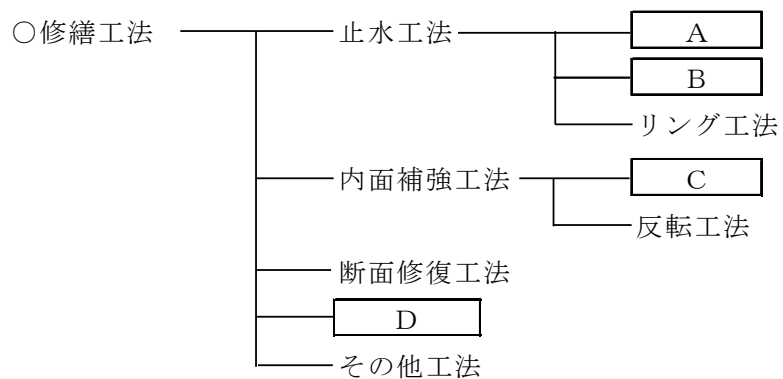 ○修繕工法
止水工法
A
B
リング工法
内面補強工法
C
反転工法
断面修復工法
D
その他工法